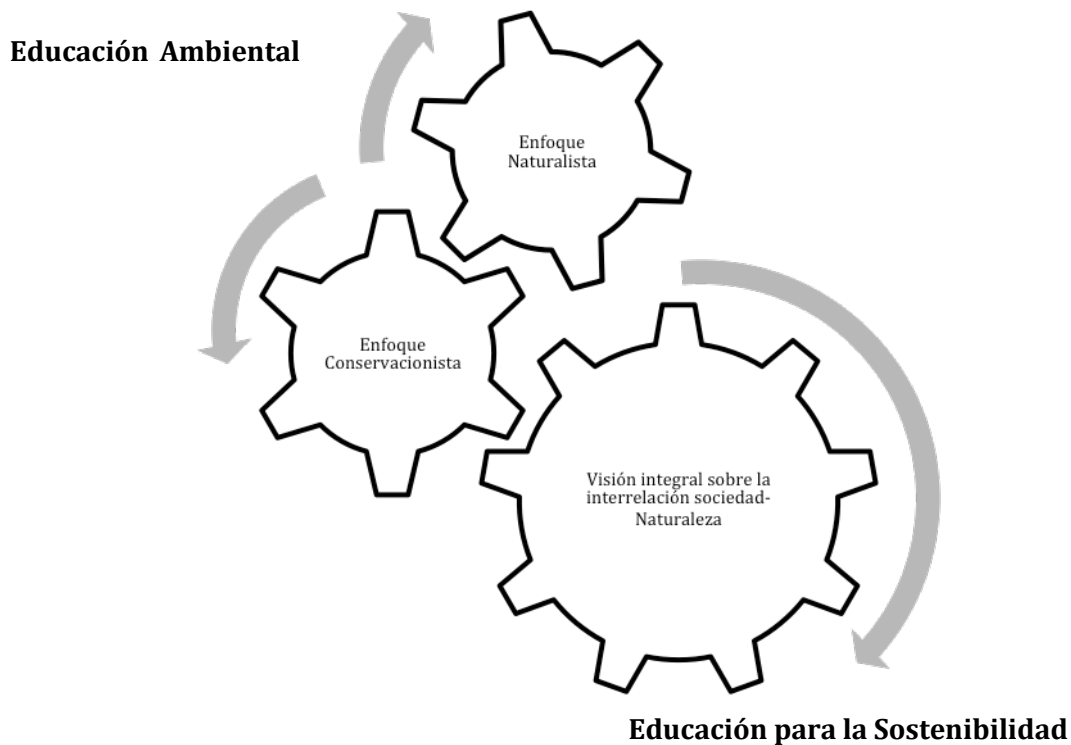 Educación Ambiental
Enfoque
Naturalista
Enfoque
Conservacionista
Visión integral sobre la
interrelación sociedad-
Naturaleza
Educación para la Sostenibilidad